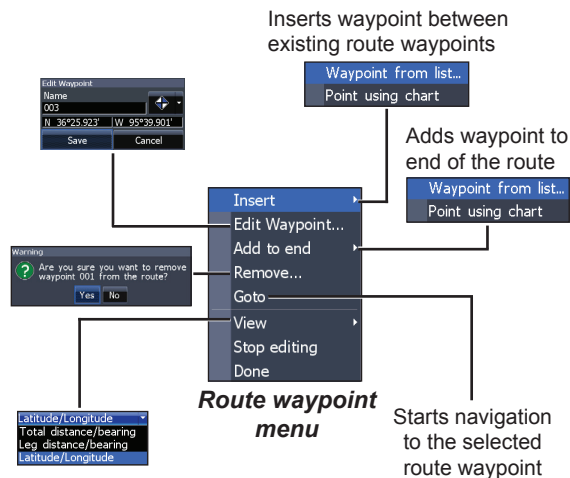 Inserts waypoint between
existing route waypoints
Waypoint from list...
Point using chart
Edit Waypoint
Name
003
N 36°25.923' W 95°39.901'
Save Cancel
Adds waypoint to
end of the route
Waypoint from list...
Point using chart
Insert
Edit Waypoint...
Add to end
Remove...
Goto
View
Stop editing
Done
Warning
Are you sure you want to remove
waypoint 001 from the route?
Yes No
Route waypoint
menu
Latitude/Longitude
Total distance/bearing
Leg distance/bearing
Latitude/Longitude
Starts navigation
to the selected
route waypoint